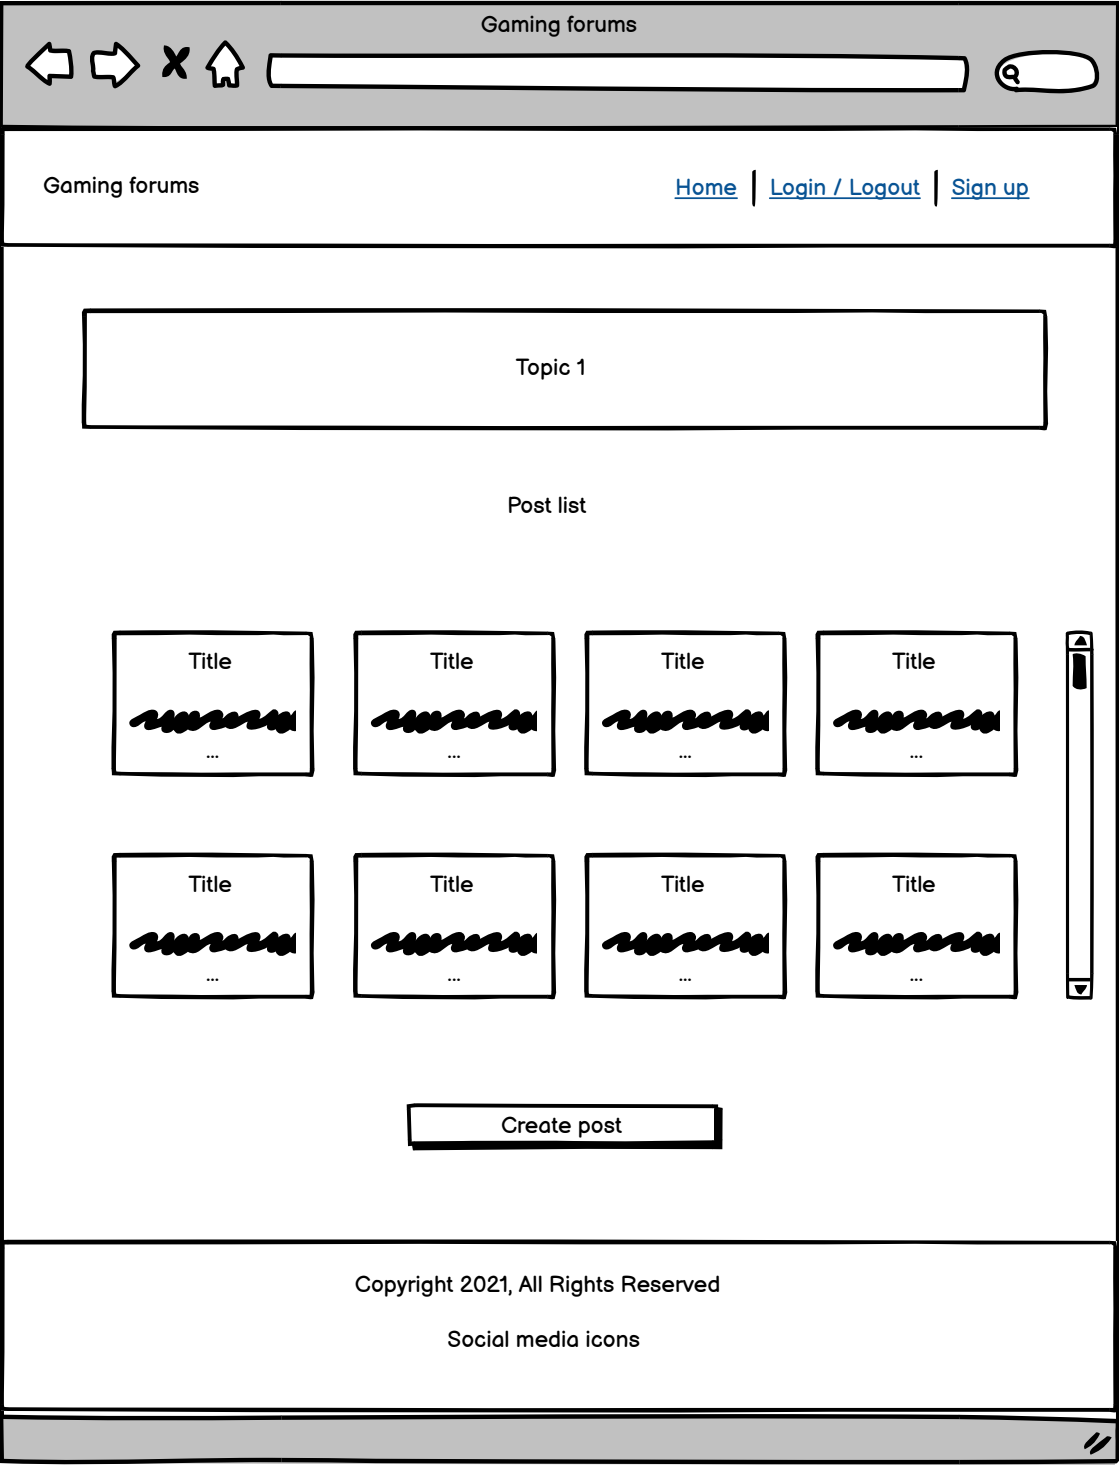 Gaming forums
Gaming forums
Home | Login / Logout | Sign up
Topic 1
Post list
Title Title Title Title
... ... ... ...
Title Title Title Title
... ... ... ...
Create post
Copyright 2021, All Rights Reserved
Social media icons